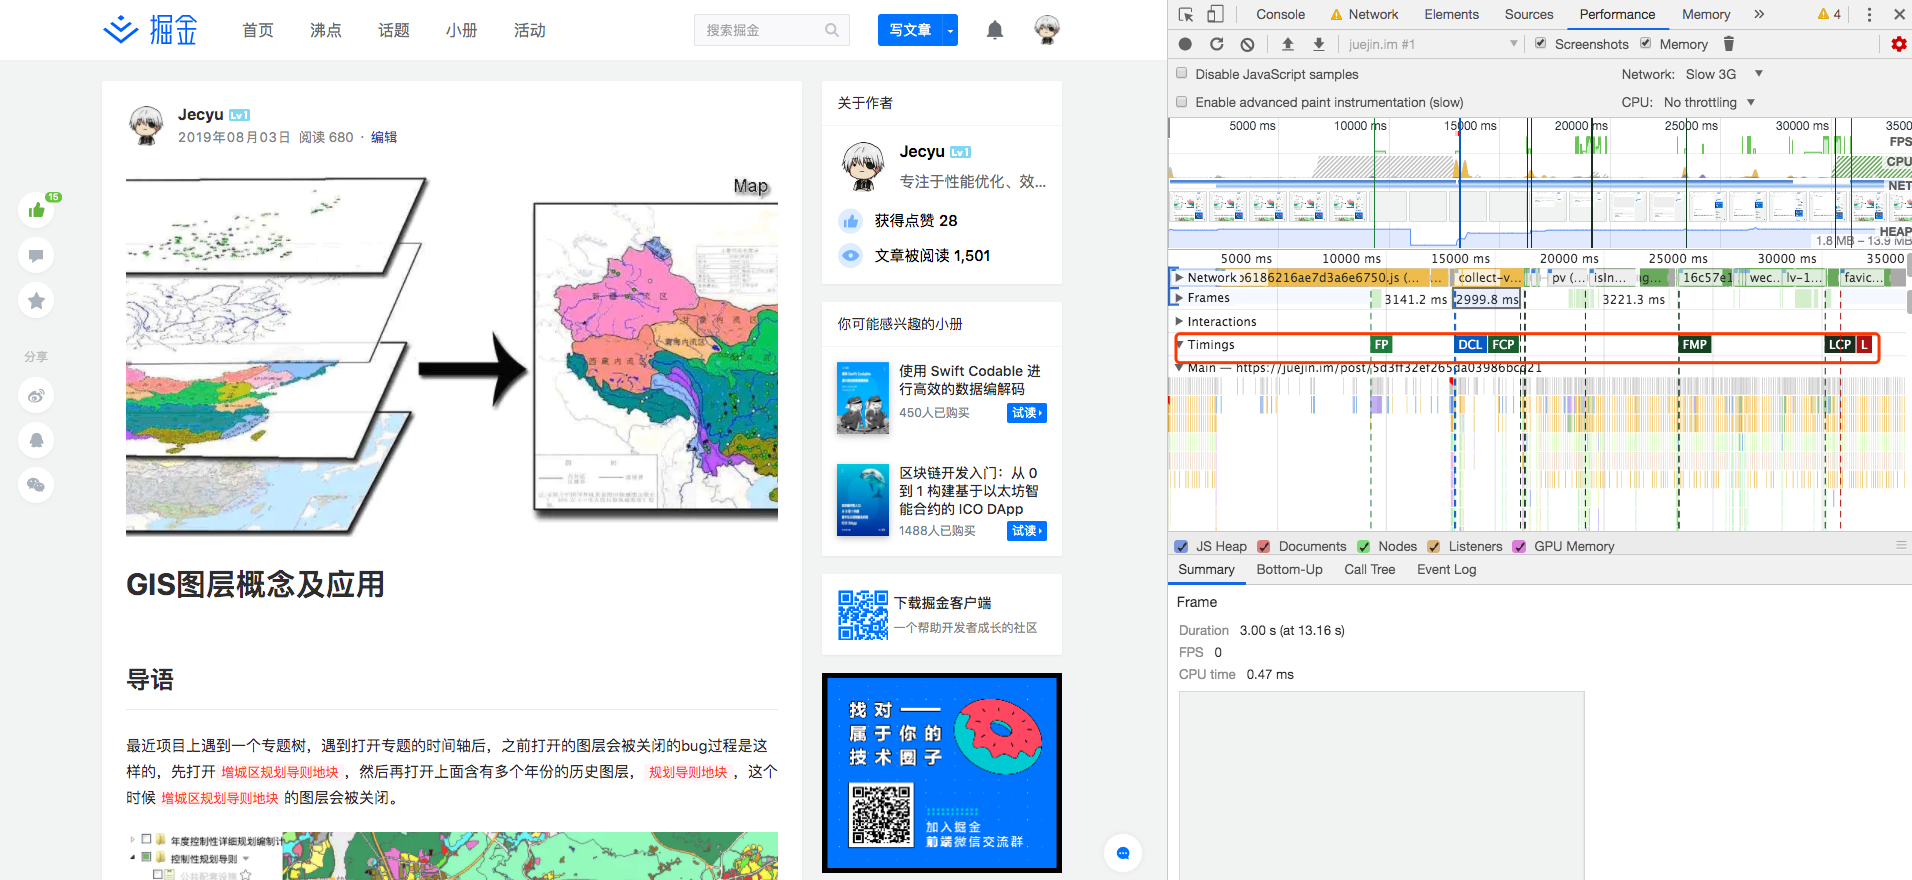 掘金
首页
沸点
话题
小册
活动
搜索掘金
写文章
Jecyu Lv1
2019年08月03日 阅读 680 · 编辑
15
分享
Map
GIS图层概念及应用
导语
最近项目上遇到一个专题树，遇到打开专题的时间轴后，之前打开的图层会被关闭的bug过程是这
样的，先打开 增城区规划导则地块 ，然后再打开上面含有多个年份的历史图层， 规划导则地块 ，这个
时候 增城区规划导则地块 的图层会被关闭。
年度控制性详细规划编制计
控制性规划导则
公共配套设施
关于作者
Jecyu Lv1
专注于性能优化、效...
获得点赞 28
文章被阅读 1,501
你可能感兴趣的小册
使用 Swift Codable 进
行高效的数据编解码
450人已购买
试读
区块链开发入门：从 0
到 1 构建基于以太坊智
能合约的 ICO DApp
1488人已购买
试读
下载掘金客户端
一个帮助开发者成长的社区
找对——
属于你的
技术圈子
加入掘金
前端微信交流群
Console
Network
Elements
Sources
Performance
Memory
»
4
juejin.im #1
Screenshots
Memory
Disable JavaScript samples
Network: Slow 3G
Enable advanced paint instrumentation (slow)
CPU: No throttling
5000 ms 10000 ms 15000 ms 20000 ms 25000 ms 30000 ms 3500
FPS
CPU
NET
HEAP
1.8 MB – 13.9 MB
5000 ms 10000 ms 15000 ms 20000 ms 25000 ms 30000 ms 35000
Network
o6186216ae7d3a6e6750.js (... ... collect-v... pv (... isIn... 16c57e1 wec... lv-1... favic...
Frames
3141.2 ms 2999.8 ms 3221.3 ms
Interactions
Timings
FP DCL FCP FMP LCP L
Main — https://juejin.im/post/5d3ff32ef265da03986bcd21
JS Heap
Documents
Nodes
Listeners
GPU Memory
Summary
Bottom-Up
Call Tree
Event Log
Frame
Duration 3.00 s (at 13.16 s)
FPS 0
CPU time 0.47 ms